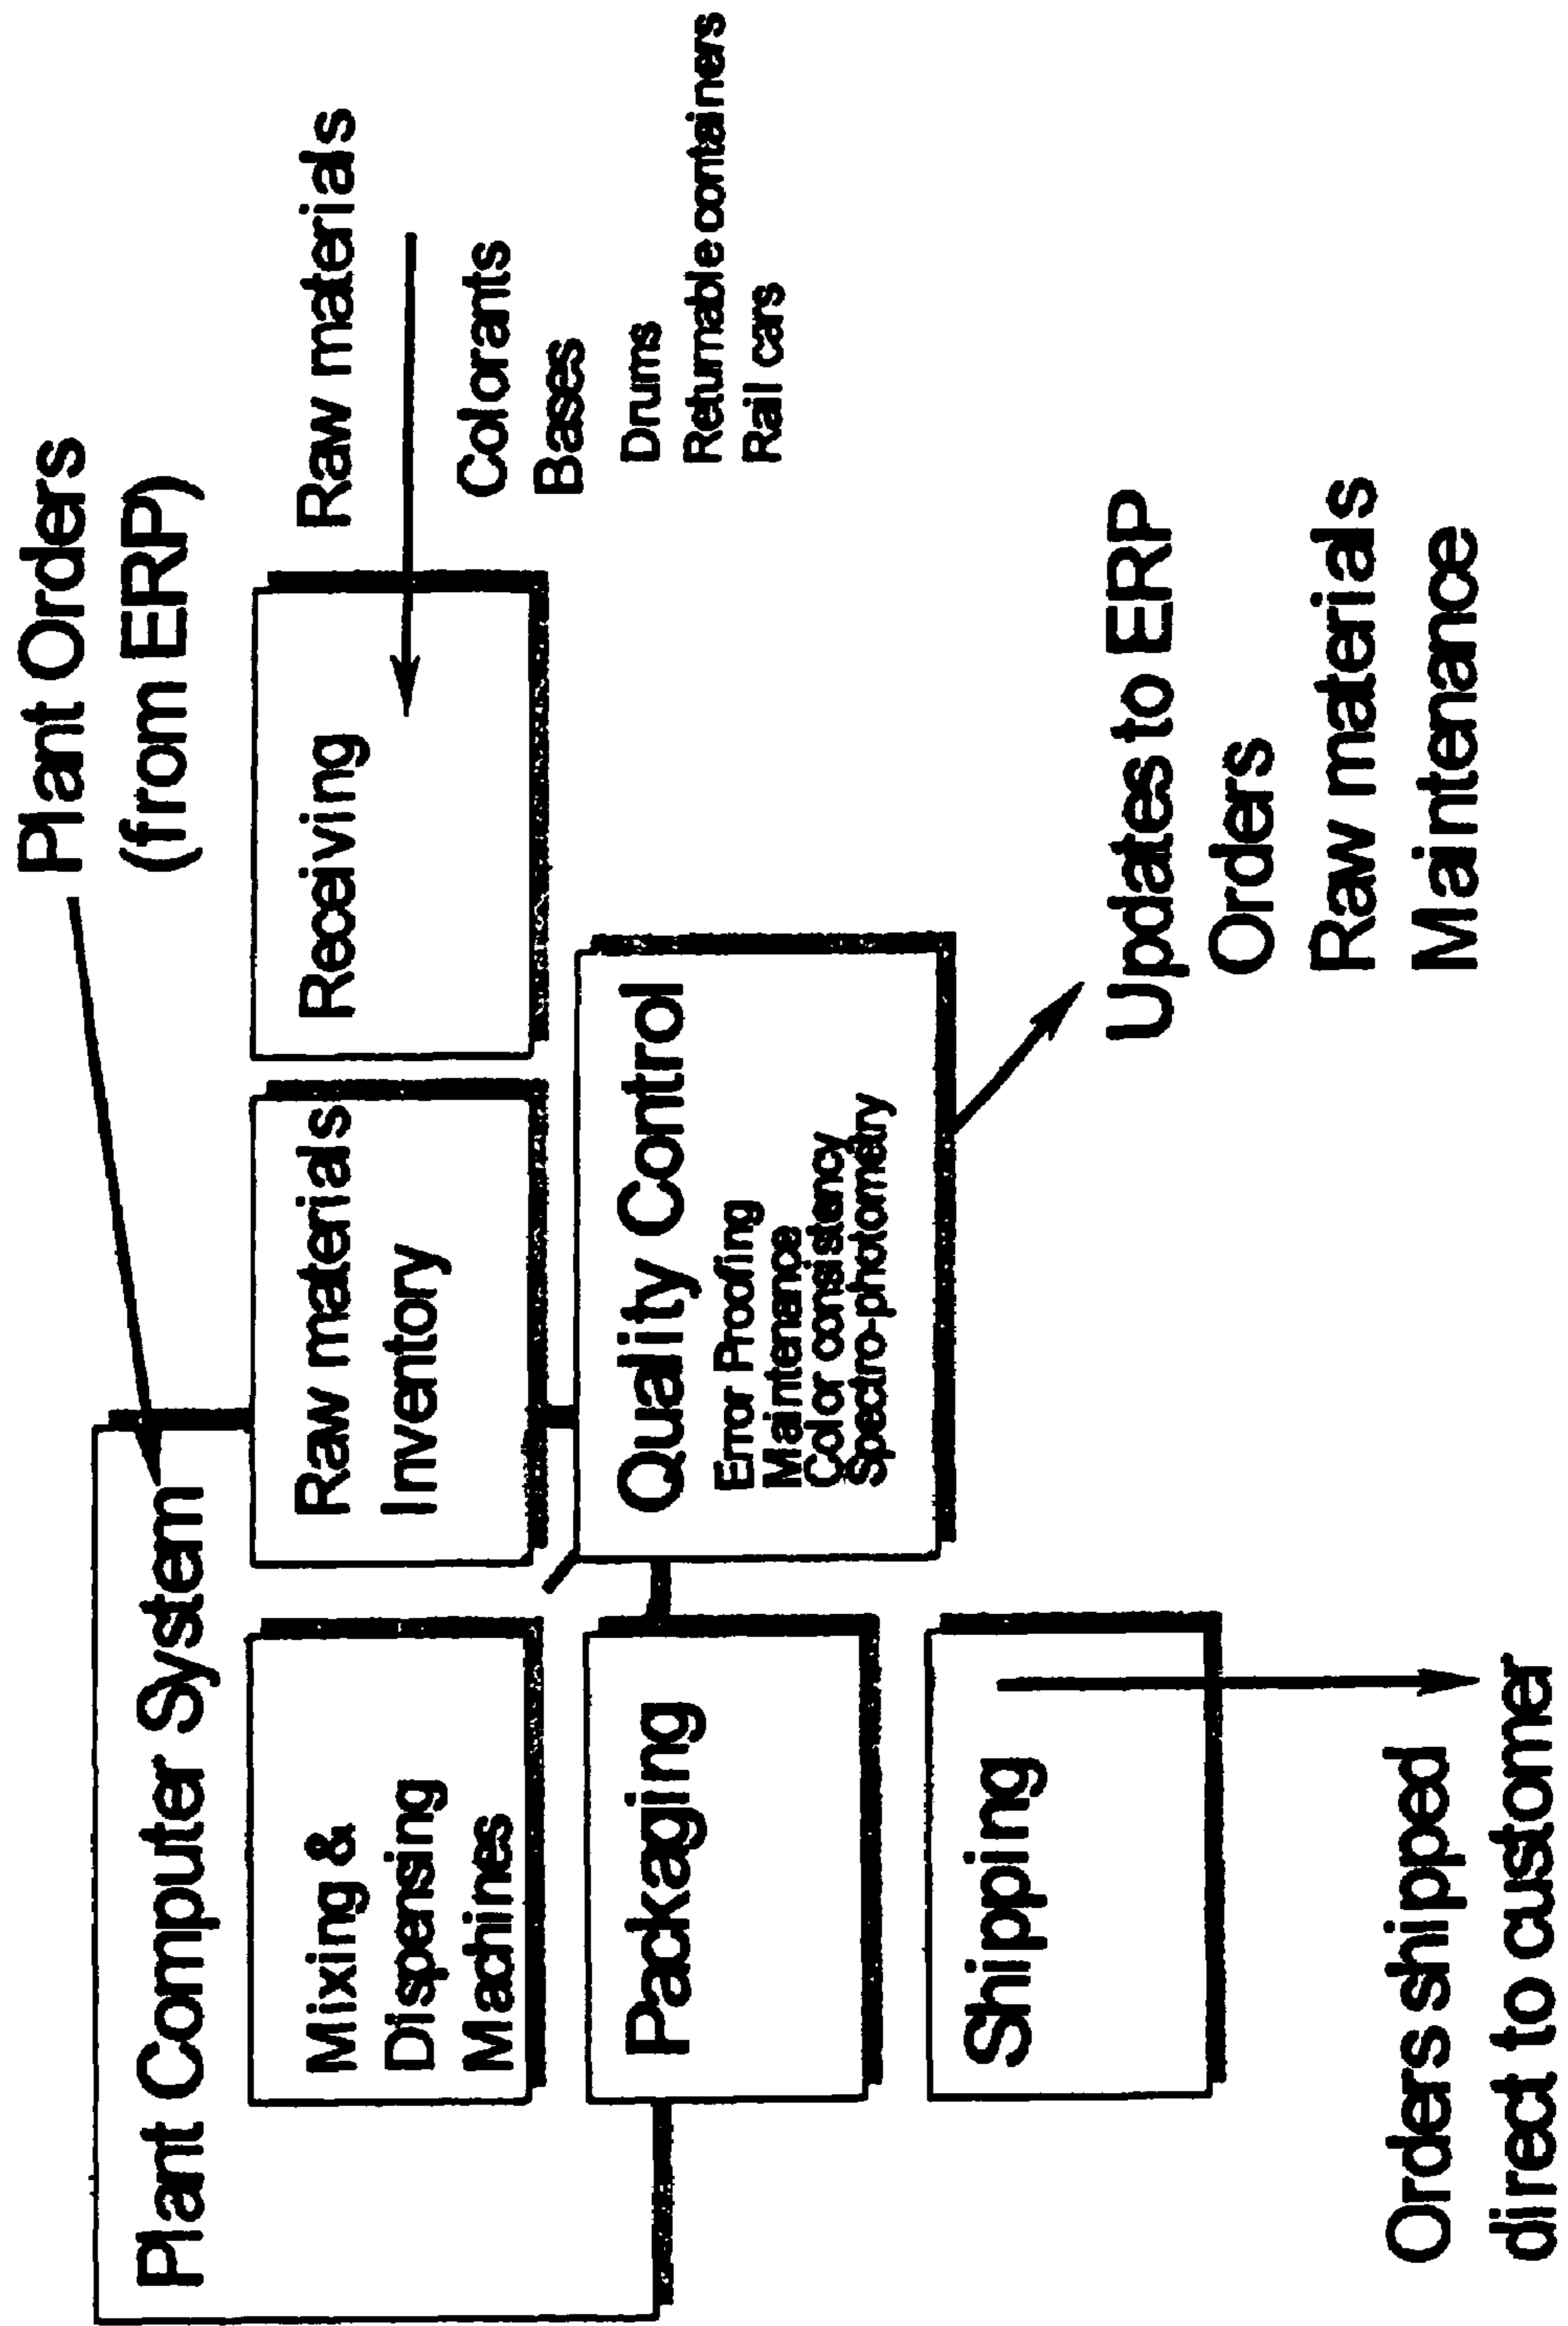 Plant Orders
(from ERP)
Plant Computer System
Mixing &
Dispensing
Machines
Raw materials
Inventory
Receiving
Raw materials
Colorants
Bases
Drums
Returnable containers
Rail cars
Packaging
Quality Control
Error Proofing
Maintenance
Color consistency
Spectro-photometry
Shipping
Updates to ERP
Orders
Raw materials
Maintenance
Orders shipped
direct to customer